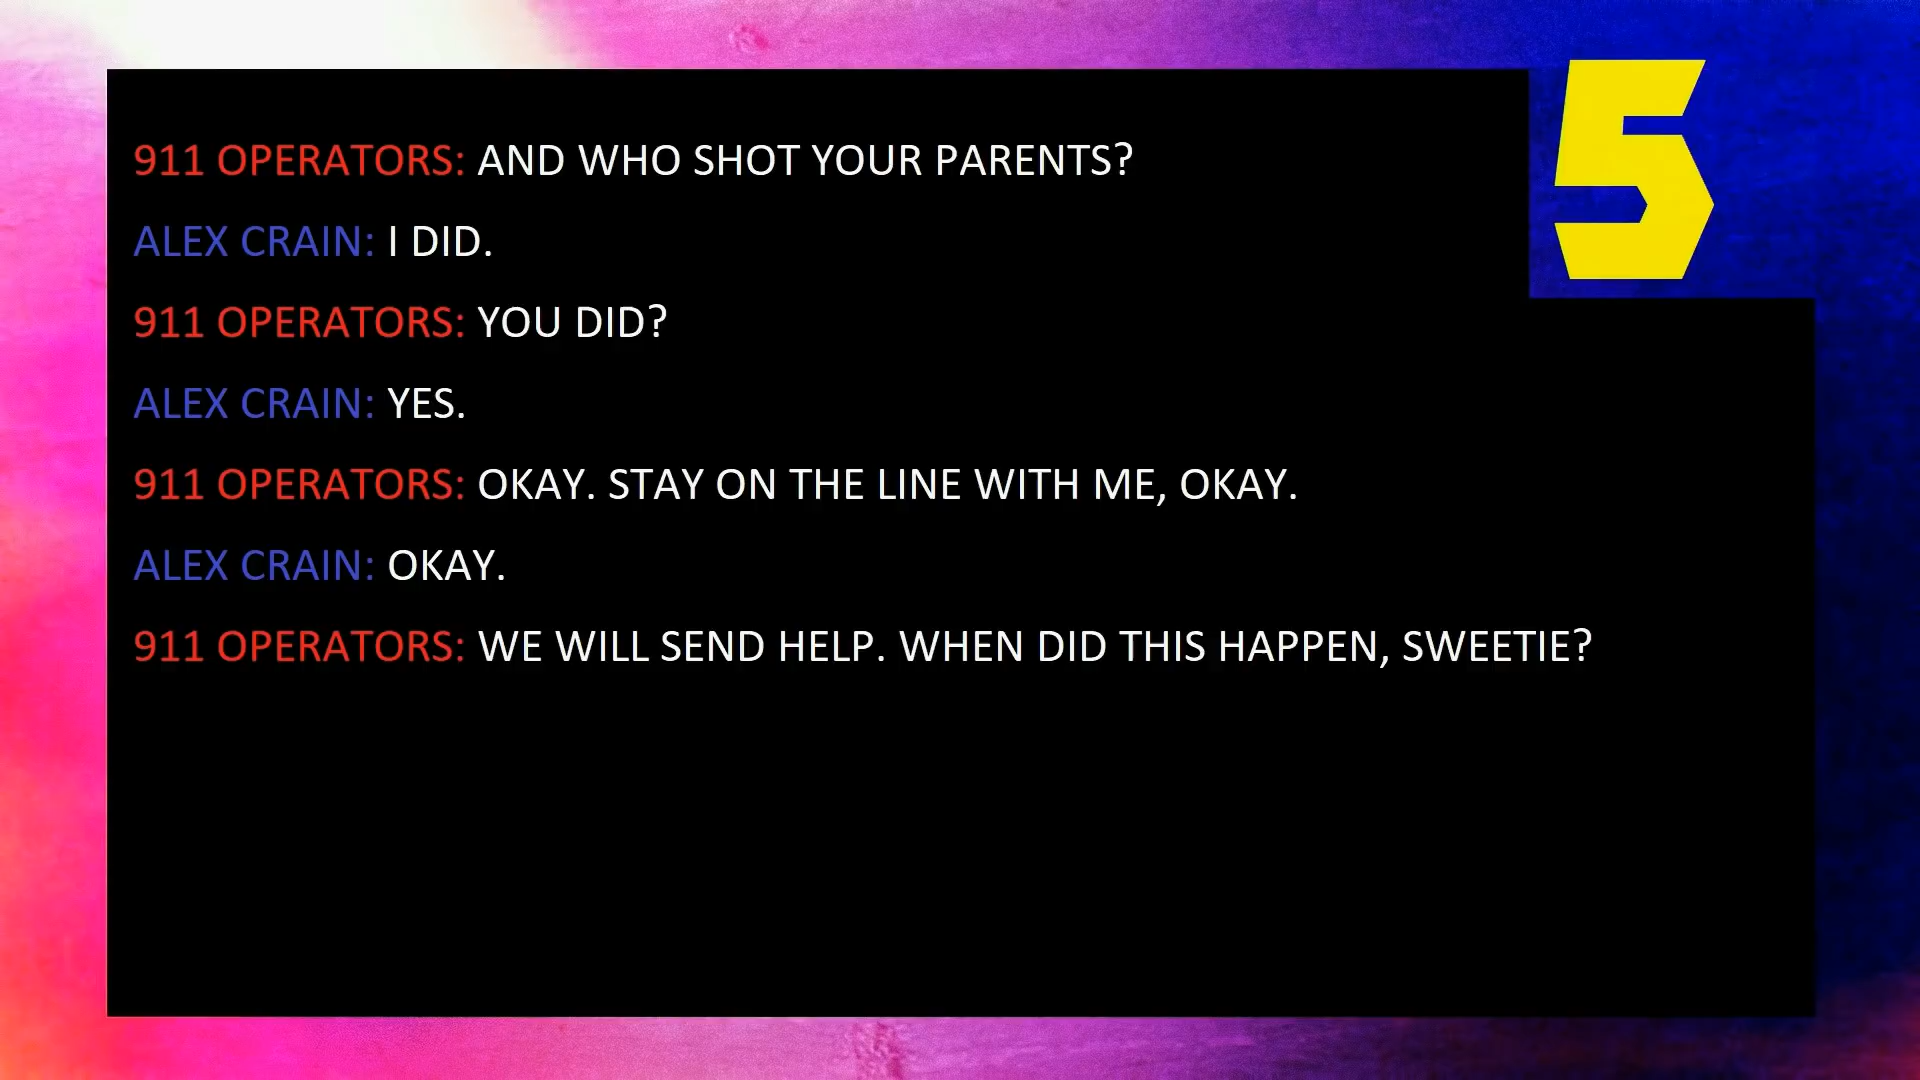 5
911 OPERATORS: AND WHO SHOT YOUR PARENTS?
ALEX CRAIN: I DID.
911 OPERATORS: YOU DID?
ALEX CRAIN: YES.
911 OPERATORS: OKAY. STAY ON THE LINE WITH ME, OKAY.
ALEX CRAIN: OKAY.
911 OPERATORS: WE WILL SEND HELP. WHEN DID THIS HAPPEN, SWEETIE?